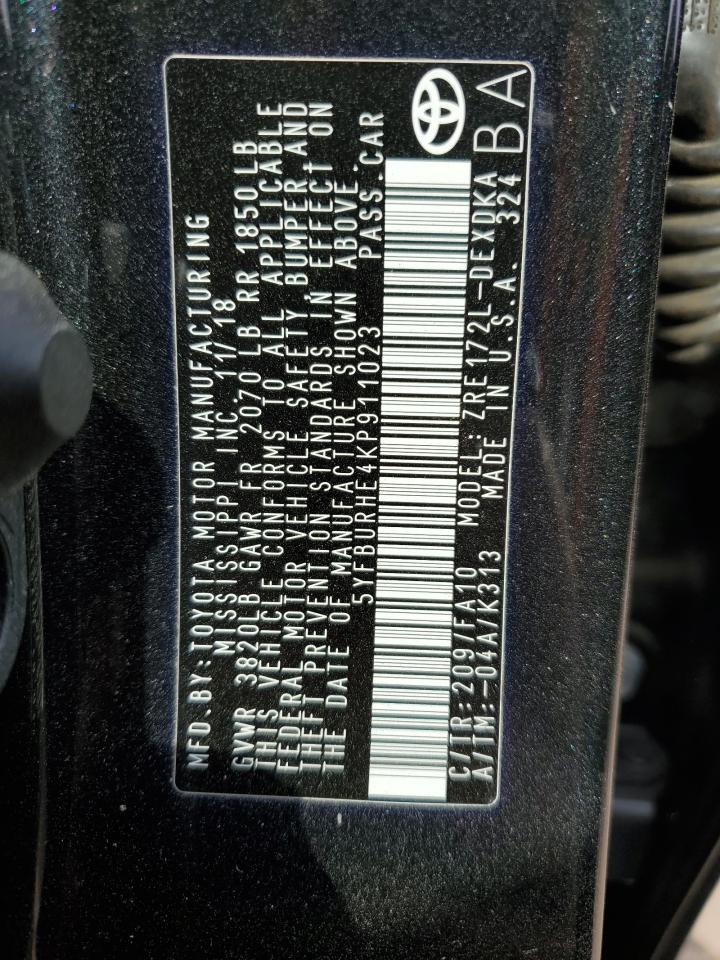 MFD.BY:TOYOTA MOTOR MANUFACTURING
MISSISSIPPI INC. 11/18
GVWR 3820LB GAWR FR 2070 LB RR 1850 LB
THIS VEHICLE CONFORMS TO ALL APPLICABLE
FEDERAL MOTOR VEHICLE SAFETY, BUMPER, AND
THEFT PREVENTION STANDARDS IN EFFECT ON
THE DATE OF MANUFACTURE SHOWN ABOVE.
5YFBURHE4KP911023 PASS.CAR
C/TR:209/FA10 MODEL:ZRE172L-DEXDKA
A/TM:-04A/K313 MADE IN U.S.A. 324
BA